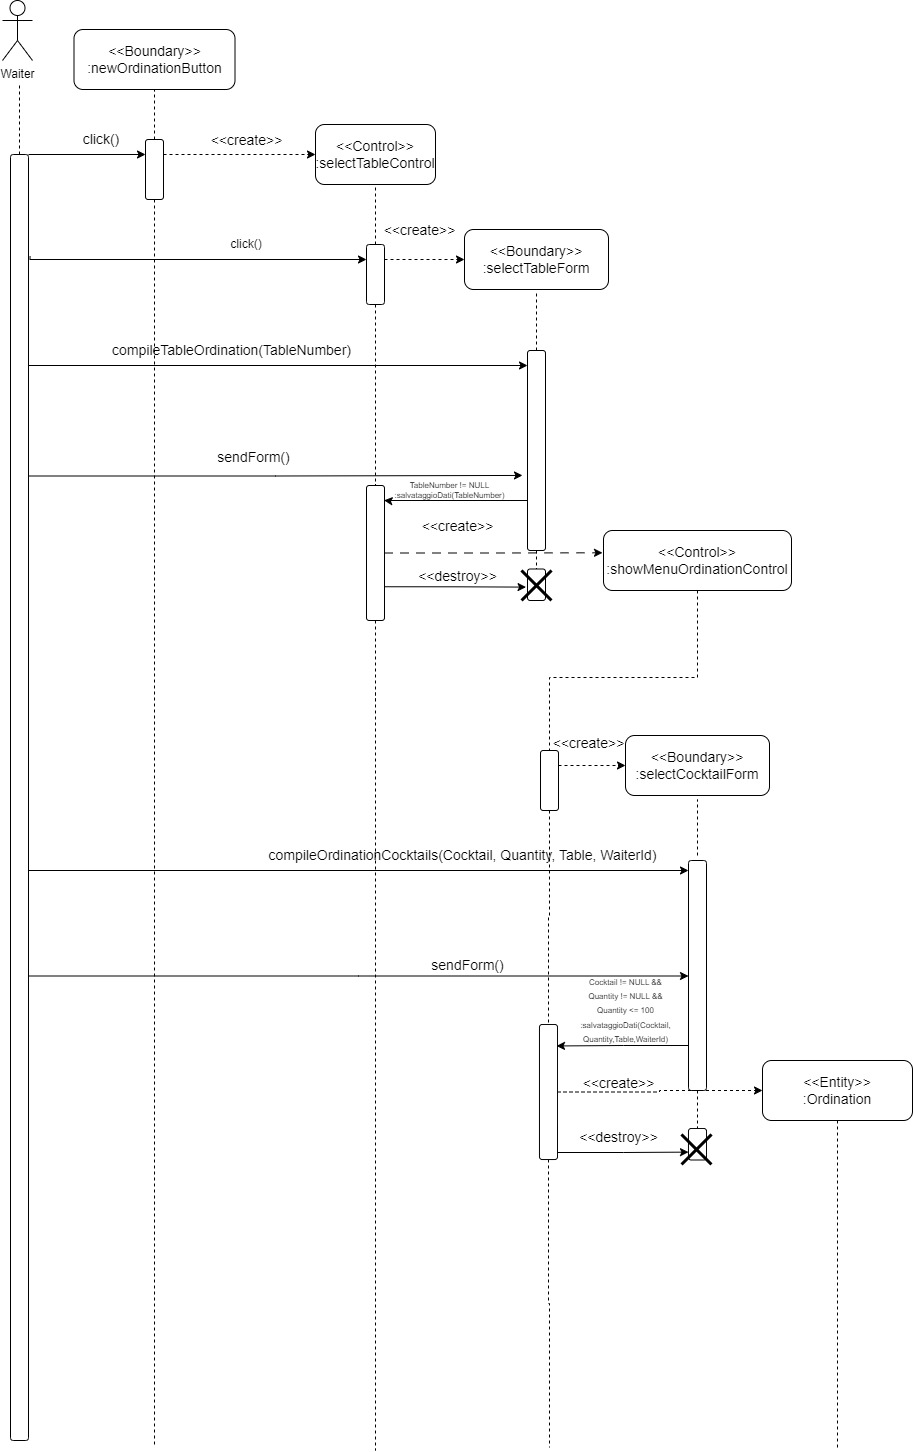 Waiter
<<Boundary>>
:newOrdinationButton
click()
<<create>>
<<Control>>
:selectTableControl
click()
<<create>>
<<Boundary>>
:selectTableForm
compileTableOrdination(TableNumber)
sendForm()
TableNumber != NULL
:salvataggioDati(TableNumber)
<<create>>
<<Control>>
:showMenuOrdinationControl
<<destroy>>
<<create>>
<<Boundary>>
:selectCocktailForm
compileOrdinationCocktails(Cocktail, Quantity, Table, WaiterId)
sendForm()
Cocktail != NULL &&
Quantity != NULL &&
Quantity <= 100
:salvataggioDati(Cocktail,
Quantity,Table,WaiterId)
<<create>>
<<Entity>>
:Ordination
<<destroy>>